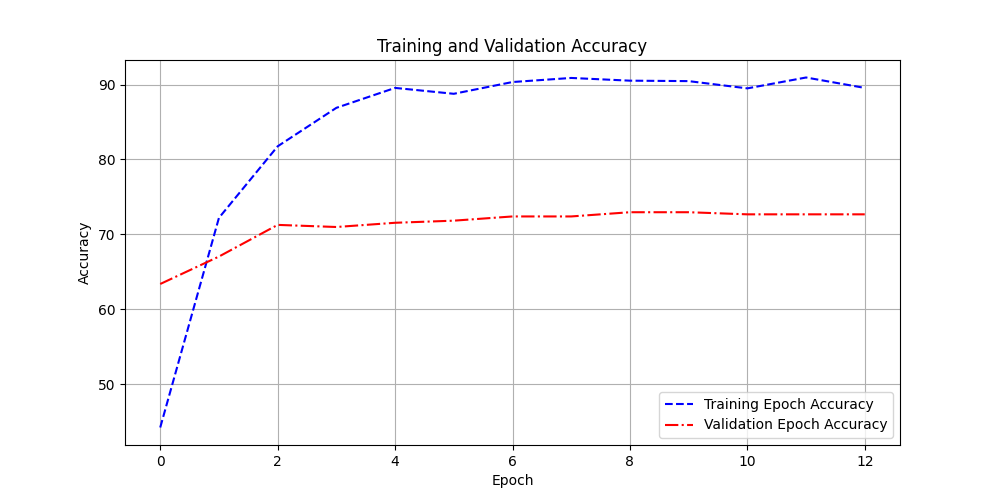 Training and Validation Accuracy
Accuracy
90
80
70
60
50
0 2 4 6 8 10 12
Epoch
Training Epoch Accuracy
Validation Epoch Accuracy